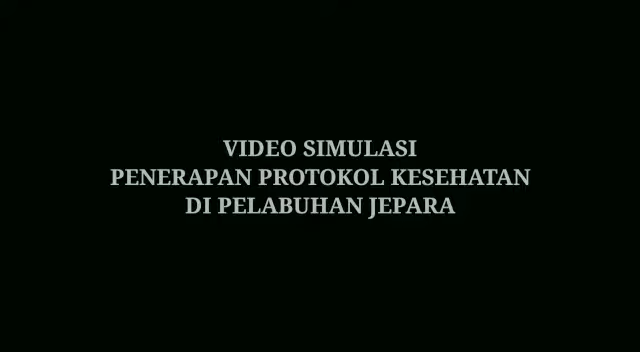 VIDEO SIMULASI
PENERAPAN PROTOKOL KESEHATAN
DI PELABUHAN JEPARA